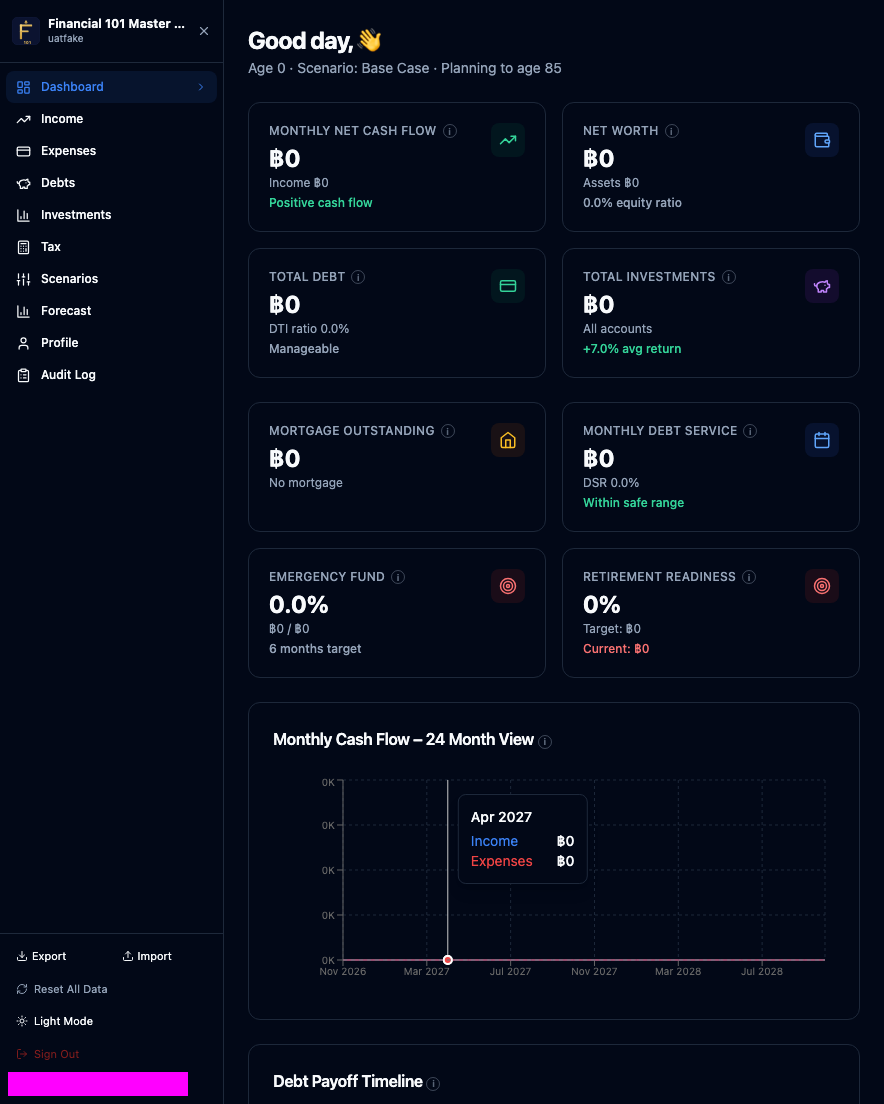 Financial 101 Master ...
uatfake
Dashboard
Income
Expenses
Debts
Investments
Tax
Scenarios
Forecast
Profile
Audit Log
Export
Import
Reset All Data
Light Mode
Sign Out
Good day,👋
Age 0 · Scenario: Base Case · Planning to age 85
MONTHLY NET CASH FLOW
฿0
Income ฿0
Positive cash flow
NET WORTH
฿0
Assets ฿0
0.0% equity ratio
TOTAL DEBT
฿0
DTI ratio 0.0%
Manageable
TOTAL INVESTMENTS
฿0
All accounts
+7.0% avg return
MORTGAGE OUTSTANDING
฿0
No mortgage
MONTHLY DEBT SERVICE
฿0
DSR 0.0%
Within safe range
EMERGENCY FUND
0.0%
฿0 / ฿0
6 months target
RETIREMENT READINESS
0%
Target: ฿0
Current: ฿0
Monthly Cash Flow – 24 Month View
0K
0K
0K
0K
0K
Apr 2027
Income ฿0
Expenses ฿0
Nov 2026 Mar 2027 Jul 2027 Nov 2027 Mar 2028 Jul 2028
Debt Payoff Timeline